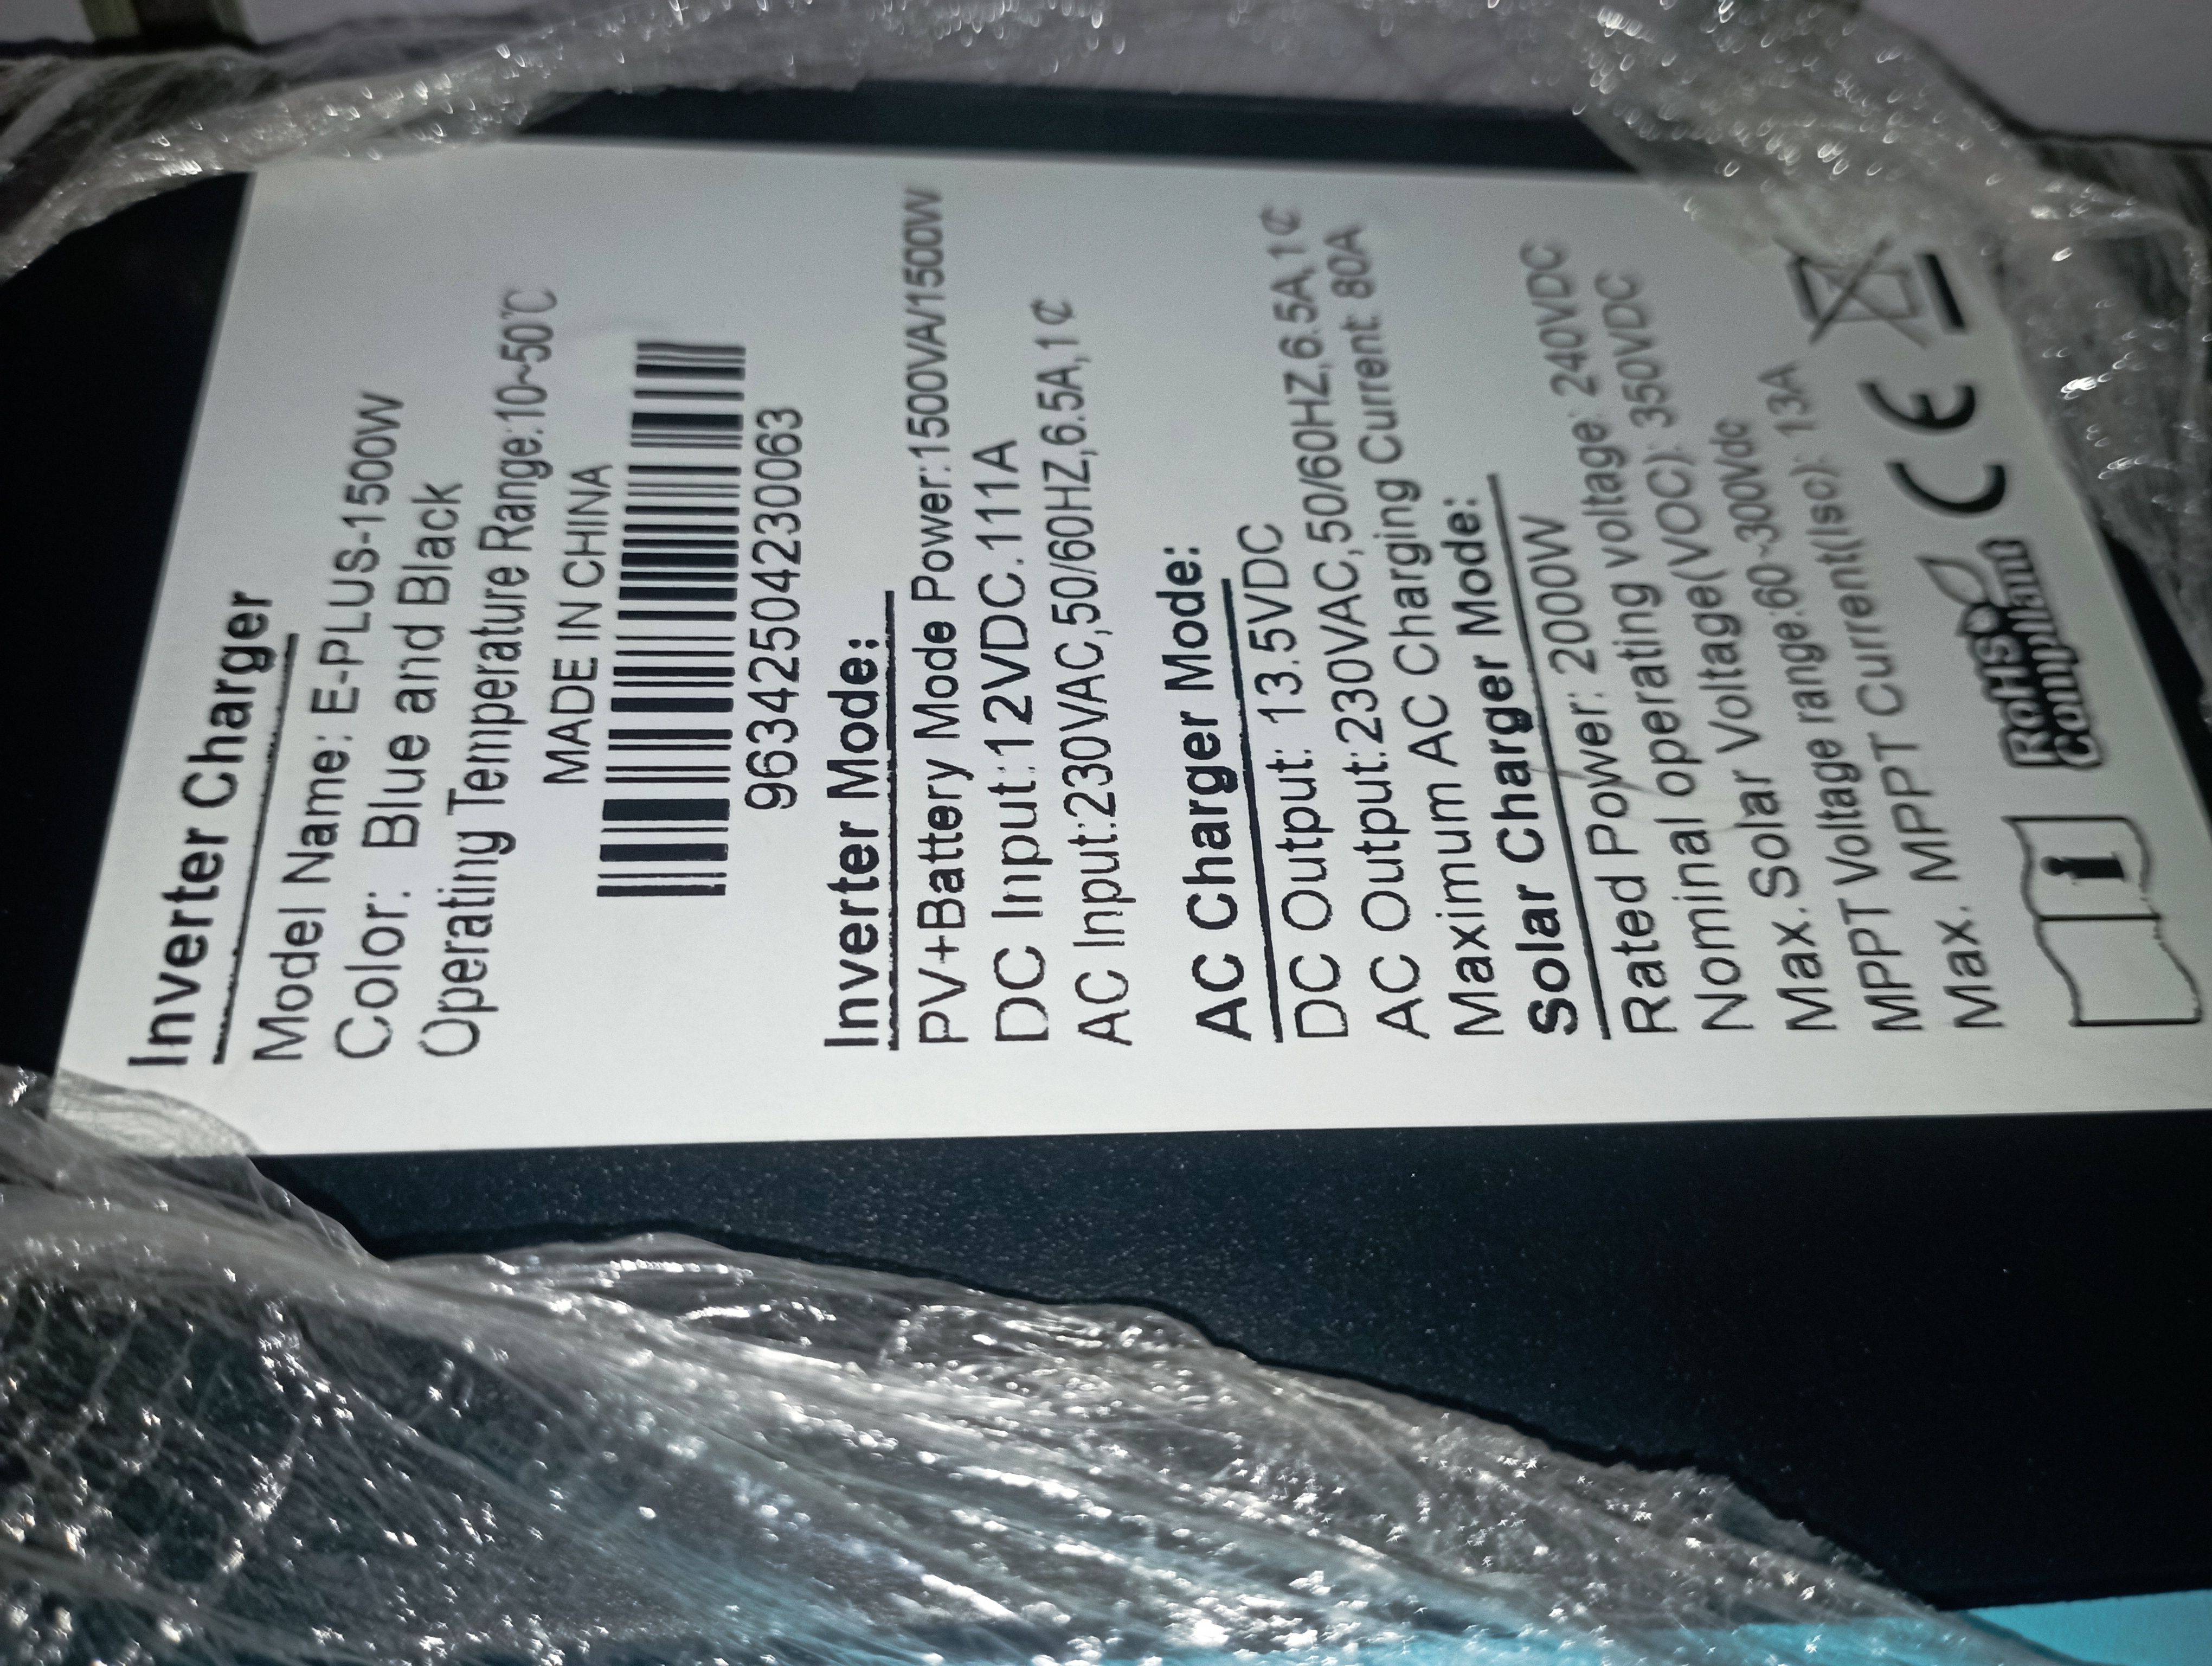 Inverter Charger
Model Name: E-PLUS-1500W
Color: Blue and Black
Operating Temperature Range:10~50℃
MADE IN CHINA
96342504230063
Inverter Mode:
PV+Battery Mode Power:1500VA/1500W
DC Input:12VDC.111A
AC Input:230VAC,50/60HZ,6.5A,1₵
AC Charger Mode:
DC Output: 13.5VDC
AC Output:230VAC,50/60HZ,6.5A,1₵
Maximum AC Charging Current: 80A
Solar Charger Mode:
Rated Power: 2000W
Nominal operating voltage: 240VDC
Max.Solar Voltage(VOC): 350VDC
MPPT Voltage range:60~300Vdc
Max. MPPT Current(Isc): 13A
i
RoHS
Compliant
CE